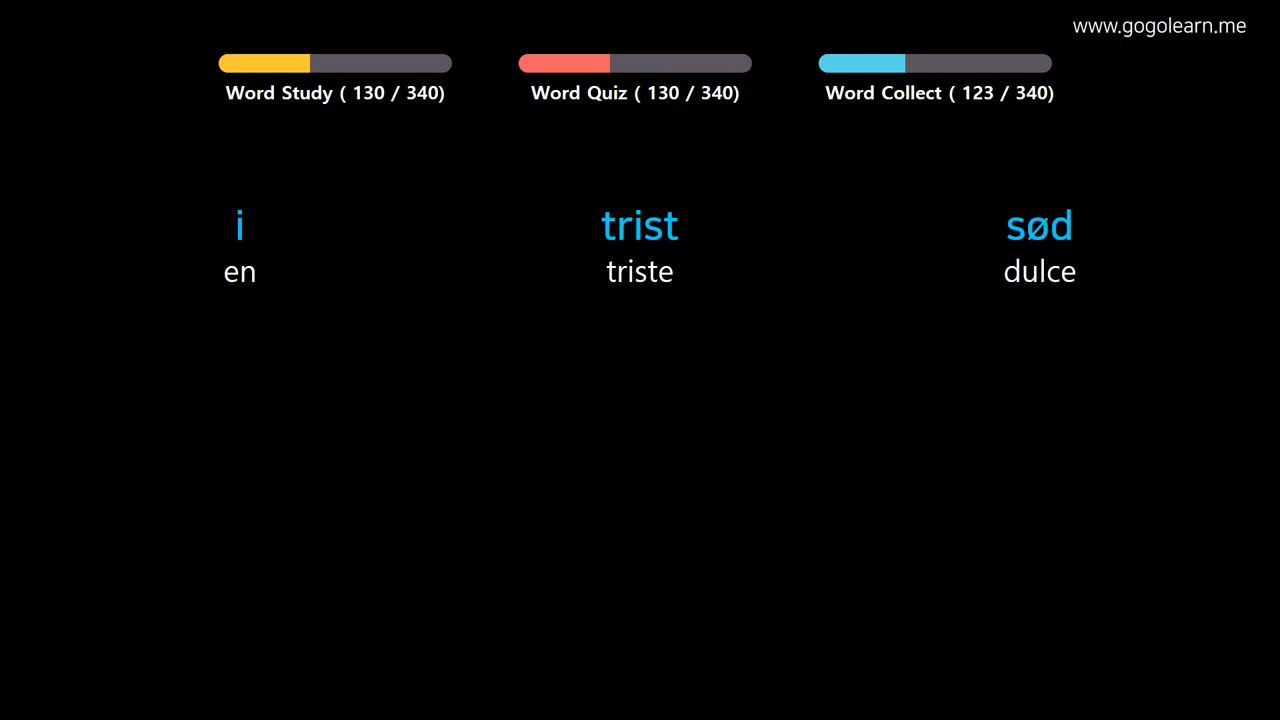 www.gogolearn.me
Word Study ( 130 / 340)
Word Quiz ( 130 / 340)
Word Collect ( 123 / 340)
i
trist
sød
en
triste
dulce